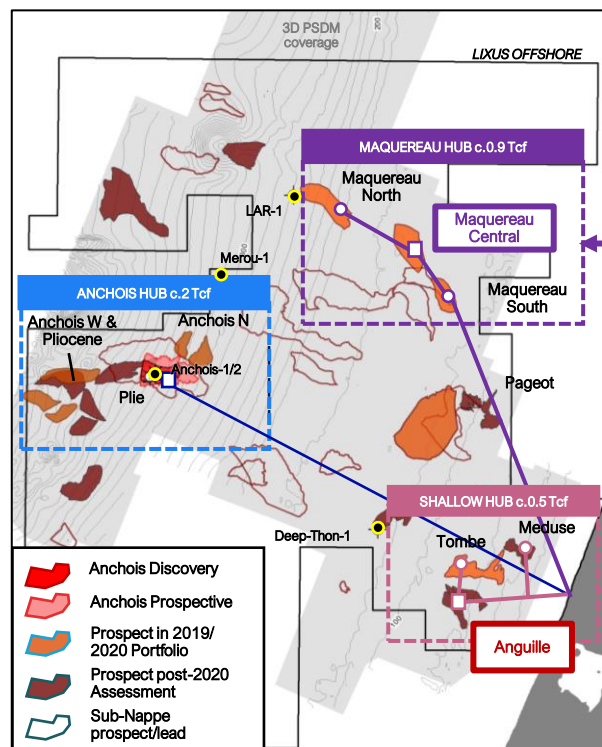 3D PSDM
coverage
200
LIXUS OFFSHORE
MAQUEREAU HUB c.0.9 Tcf
Maquereau
North
LAR-1
Maquereau
Central
Merou-1
Maquereau
South
ANCHOIS HUB c.2 Tcf
Anchois W &
Pliocene
Anchois N
Anchois-1/2
Plie
Pageot
SHALLOW HUB c.0.5 Tcf
Deep-Thon-1
Tombe
Meduse
100
Anguille
Anchois Discovery
Anchois Prospective
Prospect in 2019/
2020 Portfolio
Prospect post-2020
Assessment
Sub-Nappe
prospect/lead